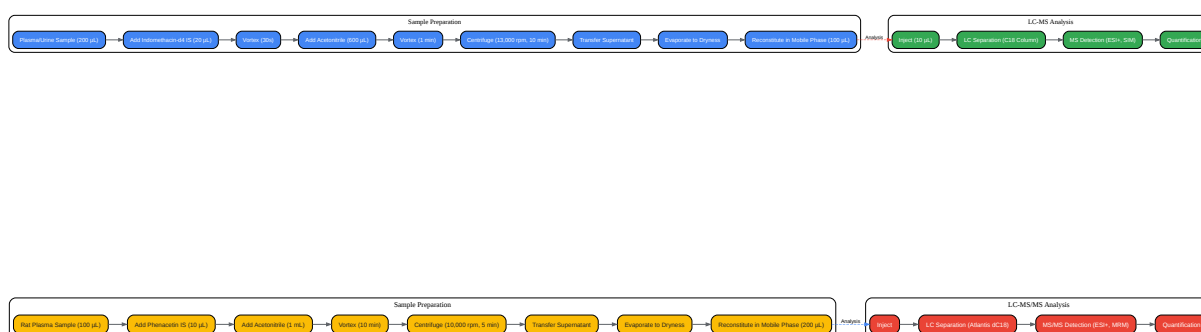 Sample Preparation
Plasma/Urine Sample (200 µL)
Add Indomethacin-d4 IS (20 µL)
Vortex (30s)
Add Acetonitrile (600 µL)
Vortex (1 min)
Centrifuge (13,000 rpm, 10 min)
Transfer Supernatant
Evaporate to Dryness
Reconstitute in Mobile Phase (100 µL)
Analysis
LC-MS Analysis
Inject (10 µL)
LC Separation (C18 Column)
MS Detection (ESI+, SIM)
Quantification
Sample Preparation
Rat Plasma Sample (100 µL)
Add Phenacetin IS (10 µL)
Add Acetonitrile (1 mL)
Vortex (10 min)
Centrifuge (10,000 rpm, 5 min)
Transfer Supernatant
Evaporate to Dryness
Reconstitute in Mobile Phase (200 µL)
Analysis
LC-MS/MS Analysis
Inject
LC Separation (Atlantis dC18)
MS/MS Detection (ESI+, MRM)
Quantification